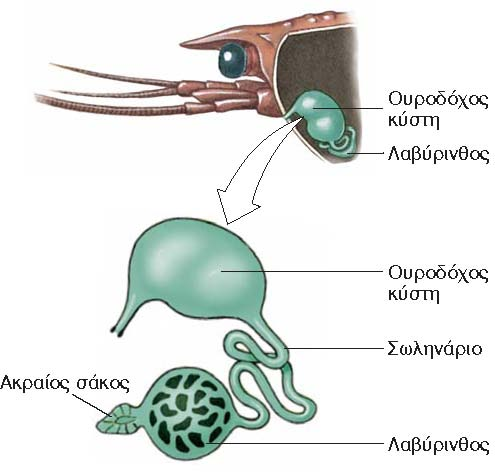 Ουροδόχος
κύστη
Λαβύρινθος
Ουροδόχος
κύστη
Σωληνάριο
Ακραίος σάκος
Λαβύρινθος